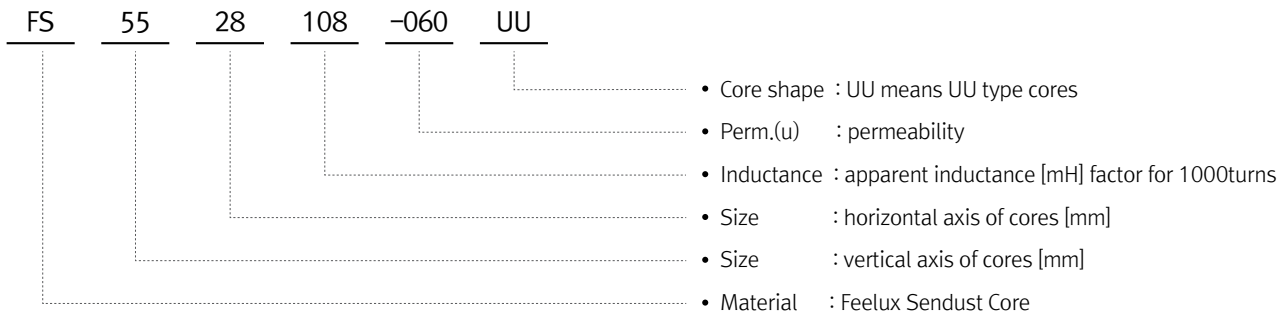 FS 55 28 108 -060 UU
• Core shape : UU means UU type cores
• Perm.(u) : permeability
• Inductance : apparent inductance [mH] factor for 1000turns
• Size : horizontal axis of cores [mm]
• Size : vertical axis of cores [mm]
• Material : Feelux Sendust Core